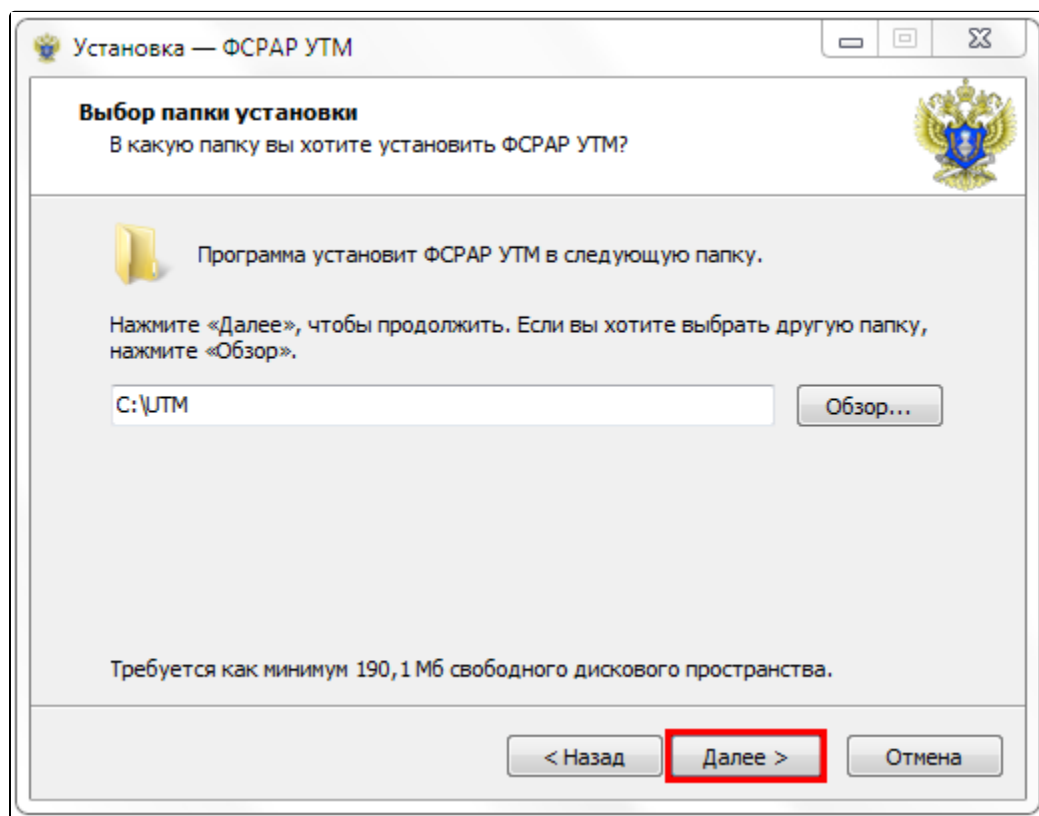 Установка — ФСРАР УТМ
Выбор папки установки
В какую папку вы хотите установить ФСРАР УТМ?
Программа установит ФСРАР УТМ в следующую папку.
Нажмите «Далее», чтобы продолжить. Если вы хотите выбрать другую папку,
нажмите «Обзор».
C:\UTM
Обзор...
Требуется как минимум 190,1 Мб свободного дискового пространства.
< Назад
Далее >
Отмена